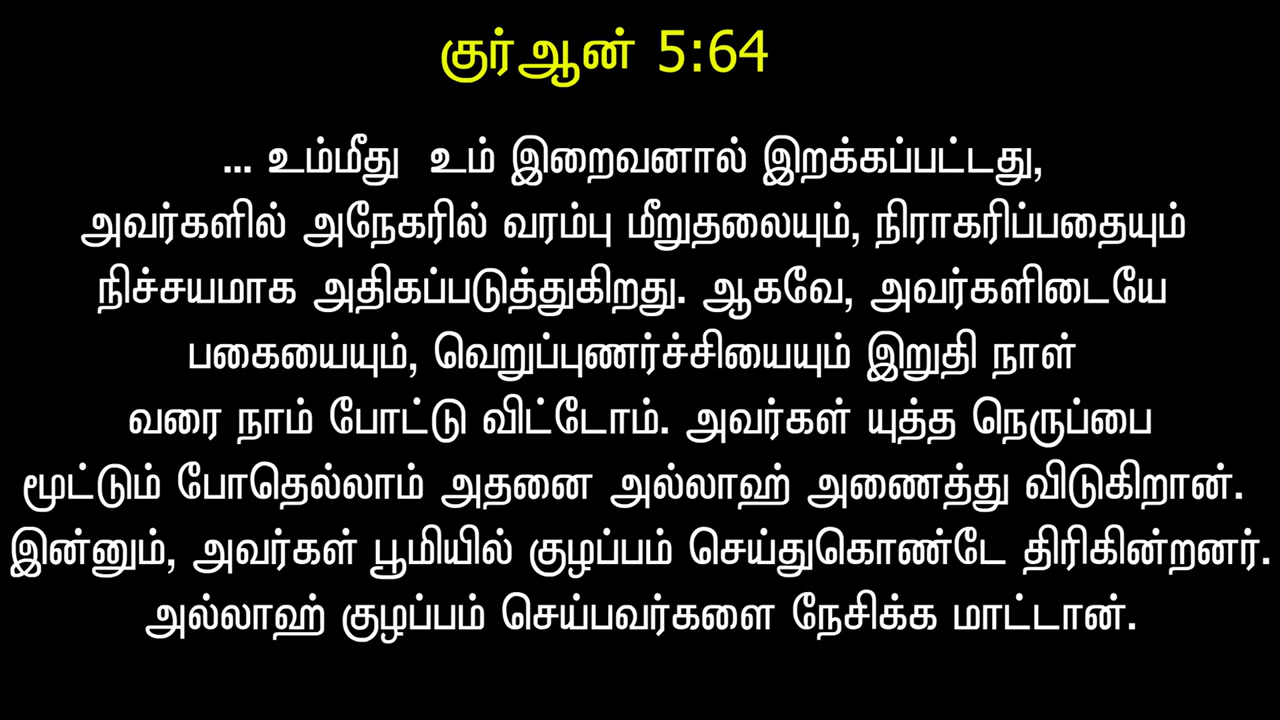 குர்ஆன் 5:64
... உம்மீது உம் இறைவனால் இறக்கப்பட்டது,
அவர்களில் அநேகரில் வரம்பு மீறுதலையும், நிராகரிப்பதையும்
நிச்சயமாக அதிகப்படுத்துகிறது. ஆகவே, அவர்களிடையே
பகையையும், வெறுப்புணர்ச்சியையும் இறுதி நாள்
வரை நாம் போட்டு விட்டோம். அவர்கள் யுத்த நெருப்பை
மூட்டும் போதெல்லாம் அதனை அல்லாஹ் அணைத்து விடுகிறான்.
இன்னும், அவர்கள் பூமியில் குழப்பம் செய்துகொண்டே திரிகின்றனர்.
அல்லாஹ் குழப்பம் செய்பவர்களை நேசிக்க மாட்டான்.